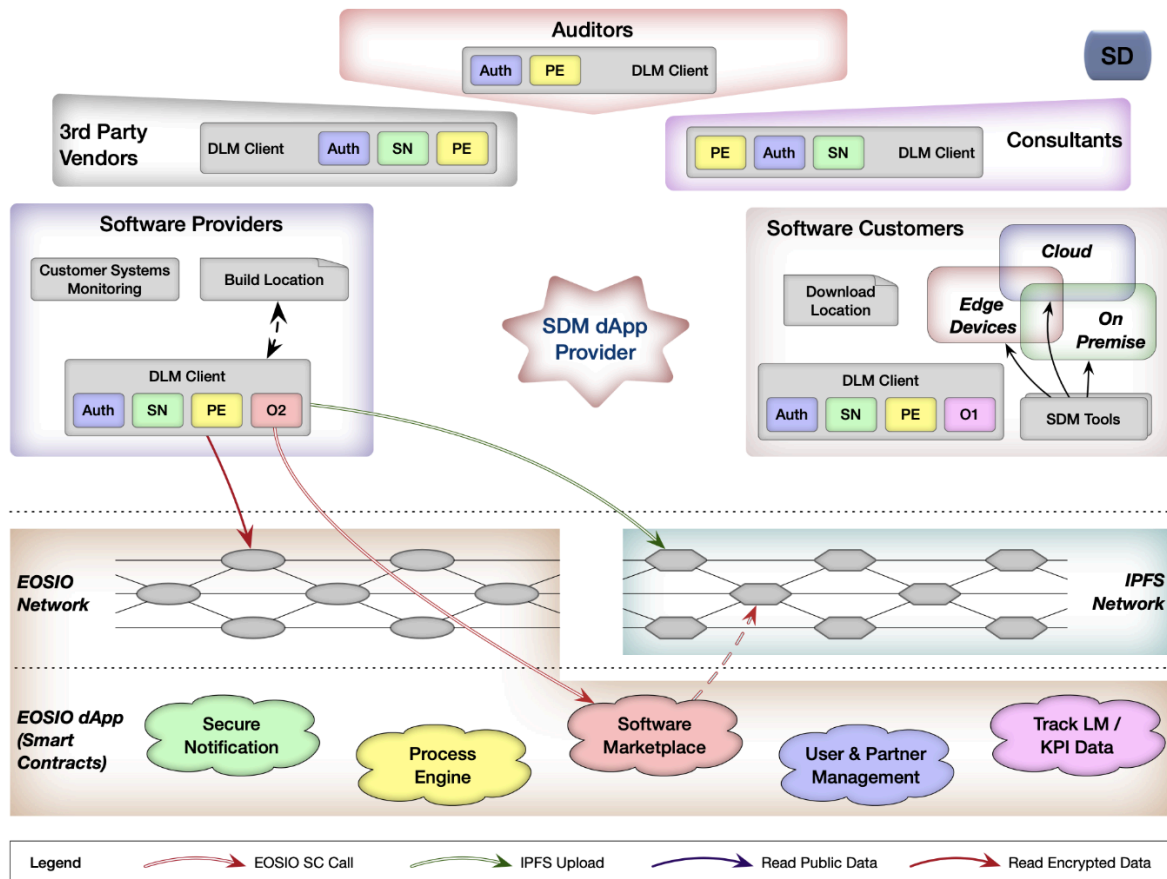 Auditors
Auth PE DLM Client
SD
3rd Party
Vendors
DLM Client Auth SN PE
PE Auth SN DLM Client
Consultants
Software Providers
Customer Systems
Monitoring
Build Location
DLM Client
Auth SN PE O2
SDM dApp
Provider
Software Customers
Cloud
Download
Location
Edge
Devices
On
Premise
DLM Client
Auth SN PE O1
SDM Tools
EOSIO
Network
IPFS
Network
EOSIO dApp
(Smart
Contracts)
Secure
Notification
Process
Engine
Software
Marketplace
User & Partner
Management
Track LM /
KPI Data
Legend EOSIO SC Call IPFS Upload Read Public Data Read Encrypted Data